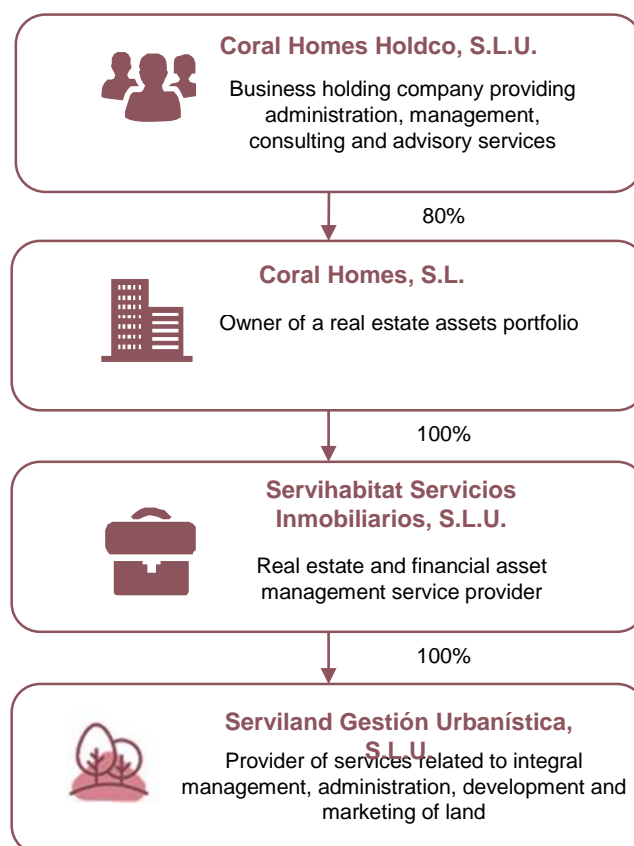 Coral Homes Holdco, S.L.U.
Business holding company providing
administration, management,
consulting and advisory services
80%
Coral Homes, S.L.
Owner of a real estate assets portfolio
100%
Servihabitat Servicios
Inmobiliarios, S.L.U.
Real estate and financial asset
management service provider
100%
Serviland Gestión Urbanística,
S.L.U.
Provider of services related to integral
management, administration, development and
marketing of land